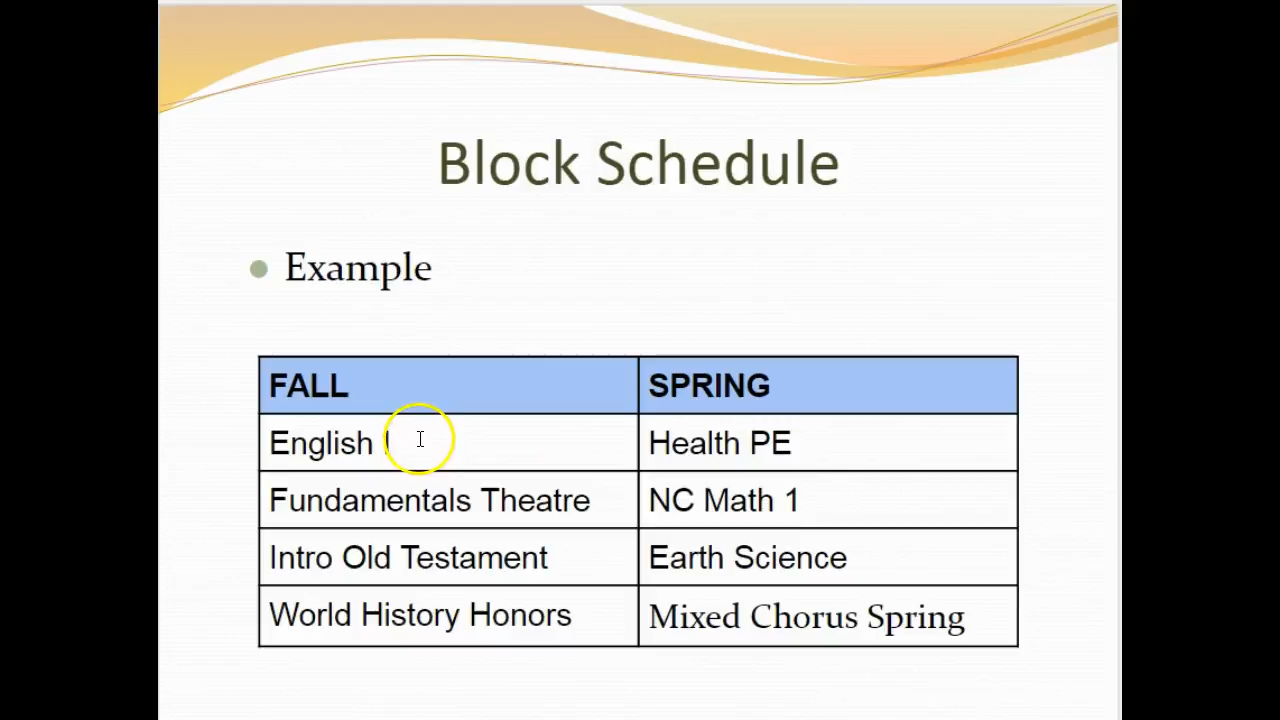 Block Schedule
Example
FALL SPRING
English I Health PE
Fundamentals Theatre NC Math 1
Intro Old Testament Earth Science
World History Honors Mixed Chorus Spring